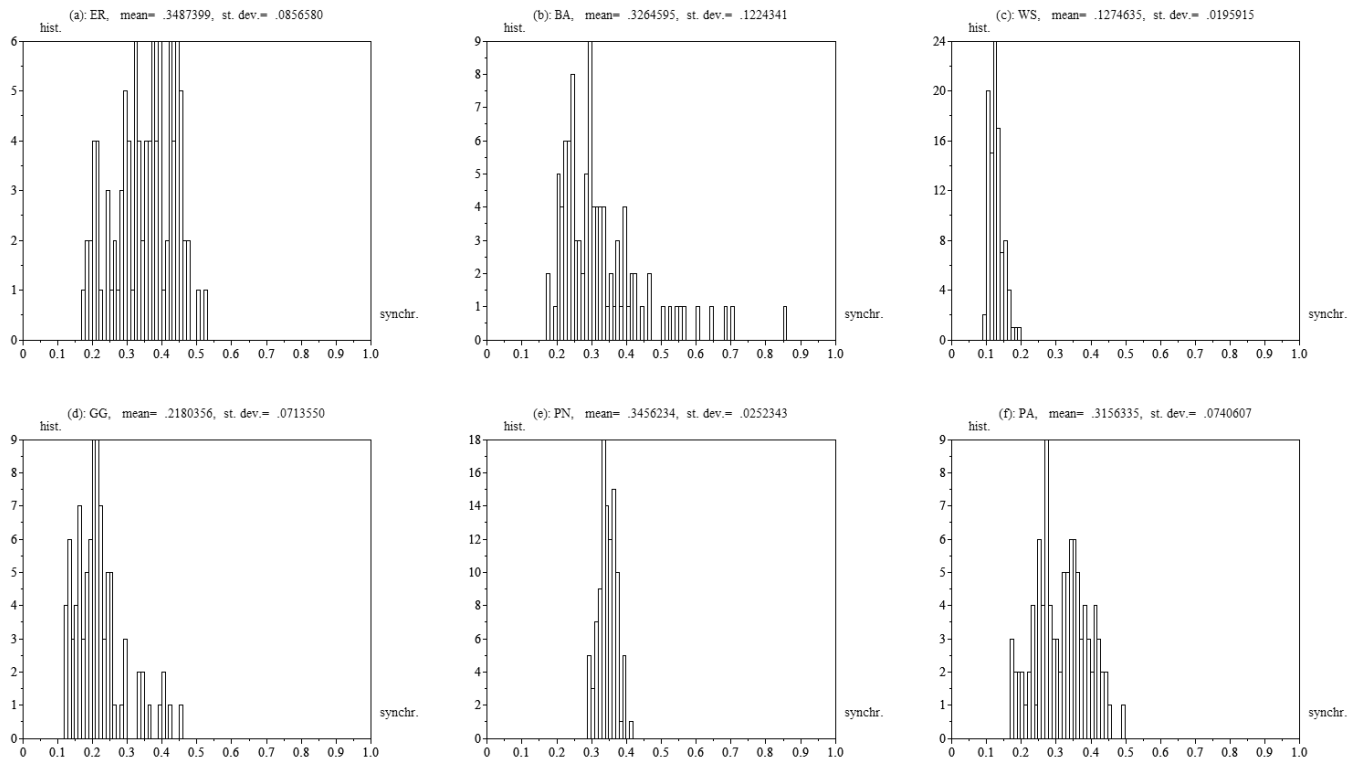 (a): ER, mean= .3487399, st. dev.= .0856580
hist.
6
5
4
3
2
1
0
0 0.1 0.2 0.3 0.4 0.5 0.6 0.7 0.8 0.9 1.0
synchr.
(b): BA, mean= .3264595, st. dev.= .1224341
hist.
9
8
7
6
5
4
3
2
1
0
0 0.1 0.2 0.3 0.4 0.5 0.6 0.7 0.8 0.9 1.0
synchr.
(c): WS, mean= .1274635, st. dev.= .0195915
hist.
24
20
16
12
8
4
0
0 0.1 0.2 0.3 0.4 0.5 0.6 0.7 0.8 0.9 1.0
synchr.
(d): GG, mean= .2180356, st. dev.= .0713550
hist.
9
8
7
6
5
4
3
2
1
0
0 0.1 0.2 0.3 0.4 0.5 0.6 0.7 0.8 0.9 1.0
synchr.
(e): PN, mean= .3456234, st. dev.= .0252343
hist.
18
16
14
12
10
8
6
4
2
0
0 0.1 0.2 0.3 0.4 0.5 0.6 0.7 0.8 0.9 1.0
synchr.
(f): PA, mean= .3156335, st. dev.= .0740607
hist.
9
8
7
6
5
4
3
2
1
0
0 0.1 0.2 0.3 0.4 0.5 0.6 0.7 0.8 0.9 1.0
synchr.